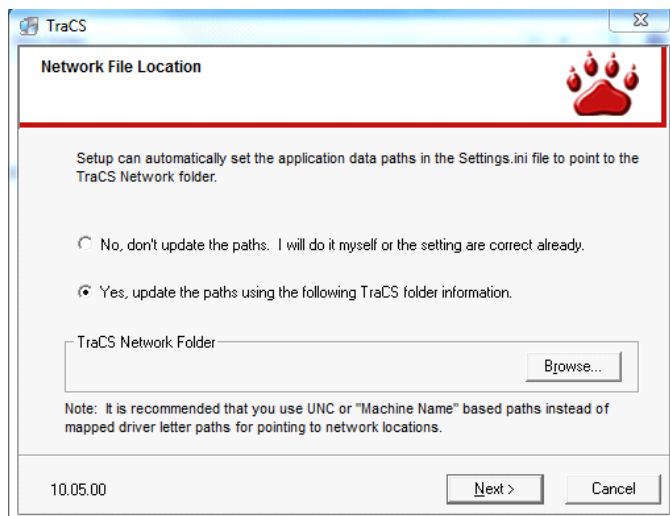 TraCS
Network File Location
Setup can automatically set the application data paths in the Settings.ini file to point to the
TraCS Network folder.
No, don't update the paths.  I will do it myself or the setting are correct already.
Yes, update the paths using the following TraCS folder information.
TraCS Network Folder
Browse...
Note:  It is recommended that you use UNC or "Machine Name" based paths instead of
mapped driver letter paths for pointing to network locations.
10.05.00
Next >
Cancel